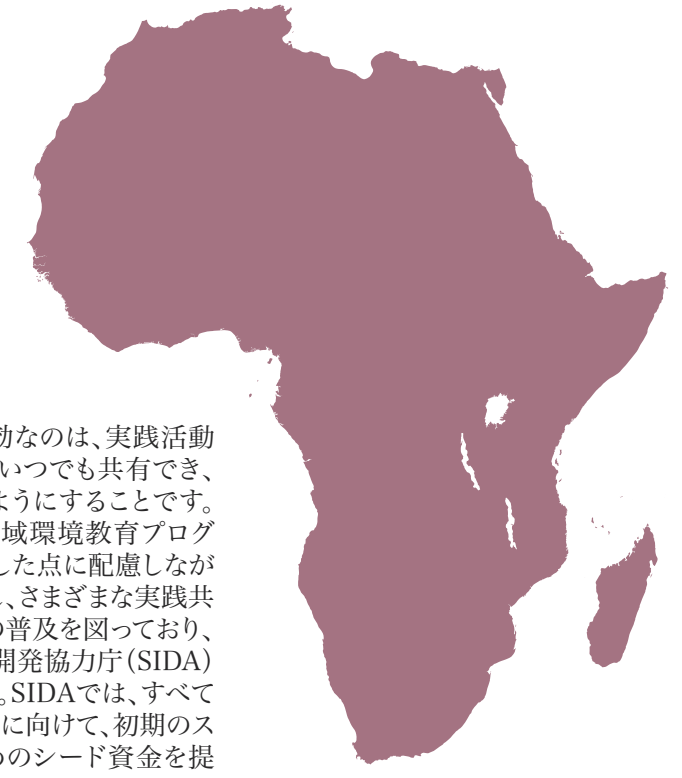 効なのは、実践活動
いつでも共有でき、
ようにすることです。
域環境教育プログ
した点に配慮しなが
、さまざまな実践共
の普及を図っており、
開発協力庁（SIDA）
。SIDAでは、すべて
に向けて、初期のス
めのシード資金を提